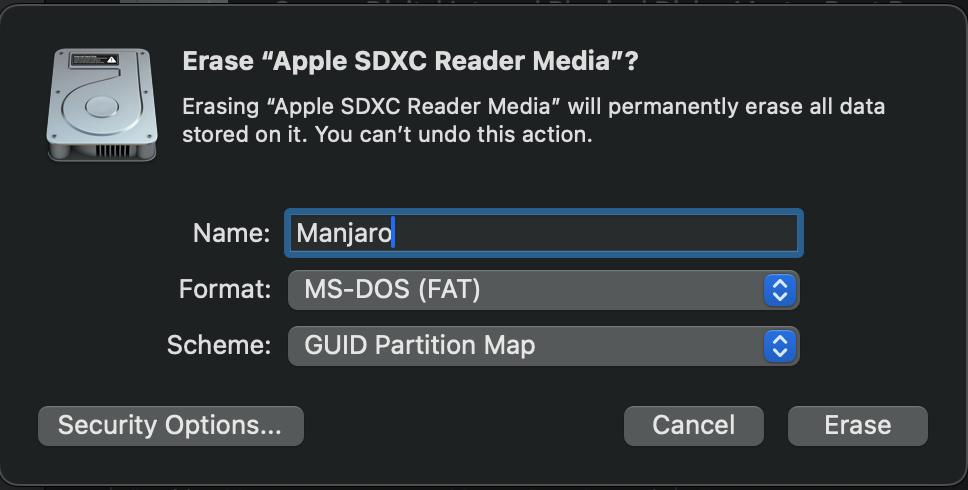 Erase “Apple SDXC Reader Media”?
Erasing “Apple SDXC Reader Media” will permanently erase all data
stored on it. You can’t undo this action.
Name: Manjaro
Format: MS-DOS (FAT)
Scheme: GUID Partition Map
Security Options... Cancel Erase